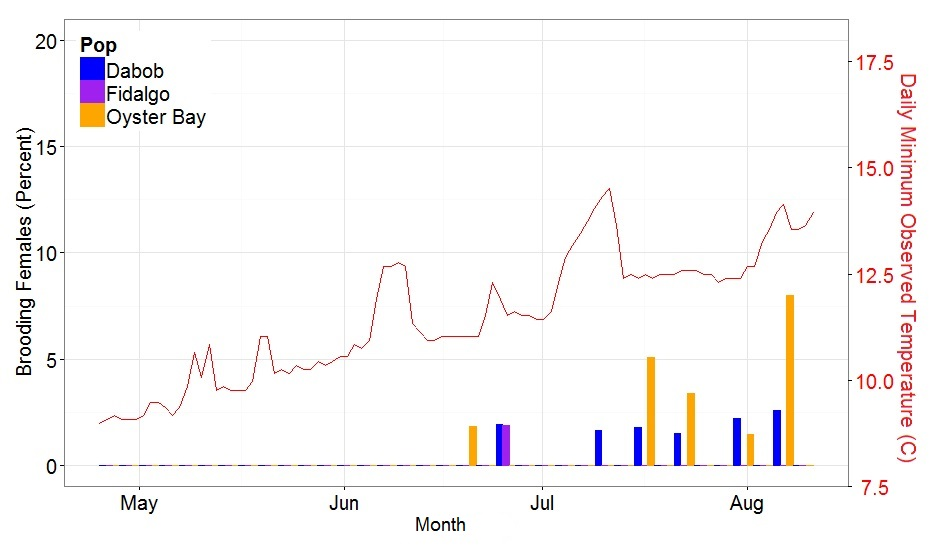 Pop
Dabob
Fidalgo
Oyster Bay
Brooding Females (Percent)
20
15
10
5
0
17.5
15.0
12.5
10.0
7.5
Daily Minimum Observed Temperature (C)
May
Jun
Jul
Aug
Month